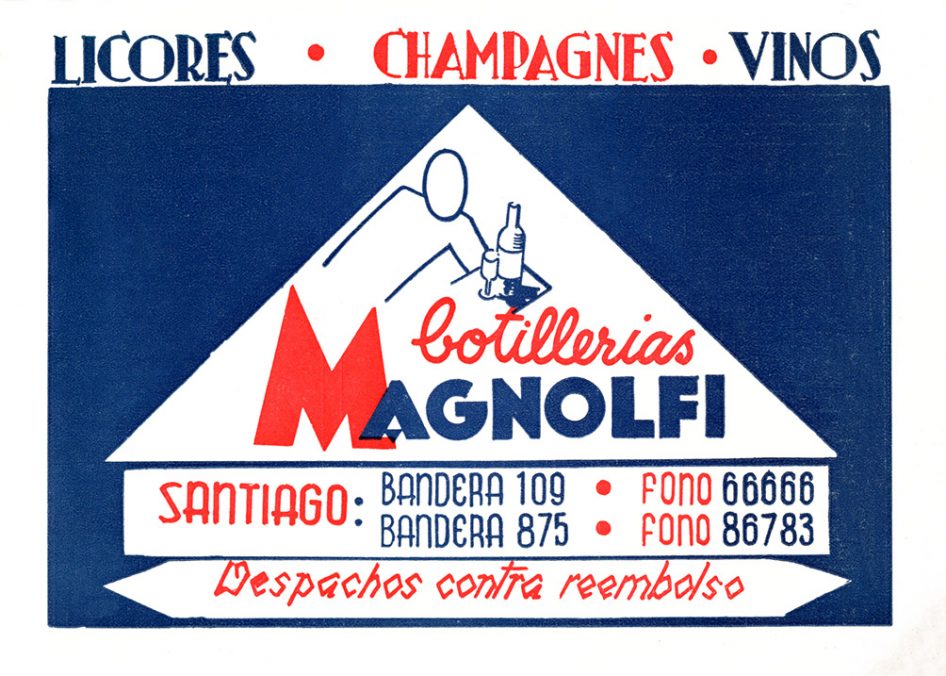 LICORES • CHAMPAGNES • VINOS
botillerias
MAGNOLFI
SANTIAGO: BANDERA 109 • FONO 66666
BANDERA 875 • FONO 86783
Despachos contra reembolso